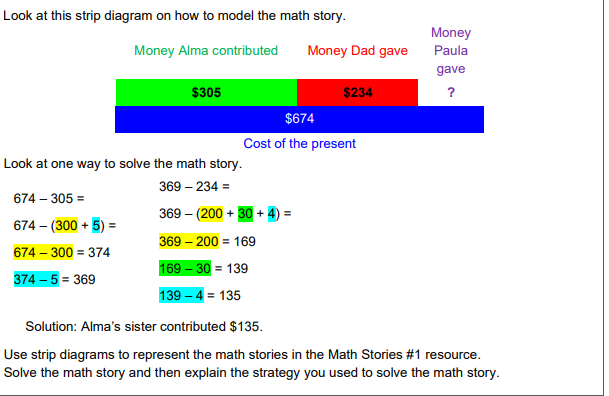 Look at this strip diagram on how to model the math story.
Money Alma contributed
Money Dad gave
Money
Paula
gave
$305
$234
?
$674
Cost of the present
Look at one way to solve the math story.
674 – 305 =
674 – (300 + 5) =
674 – 300 = 374
374 – 5 = 369
369 – 234 =
369 – (200 + 30 + 4) =
369 – 200 = 169
169 – 30 = 139
139 – 4 = 135
Solution: Alma's sister contributed $135.
Use strip diagrams to represent the math stories in the Math Stories #1 resource.
Solve the math story and then explain the strategy you used to solve the math story.